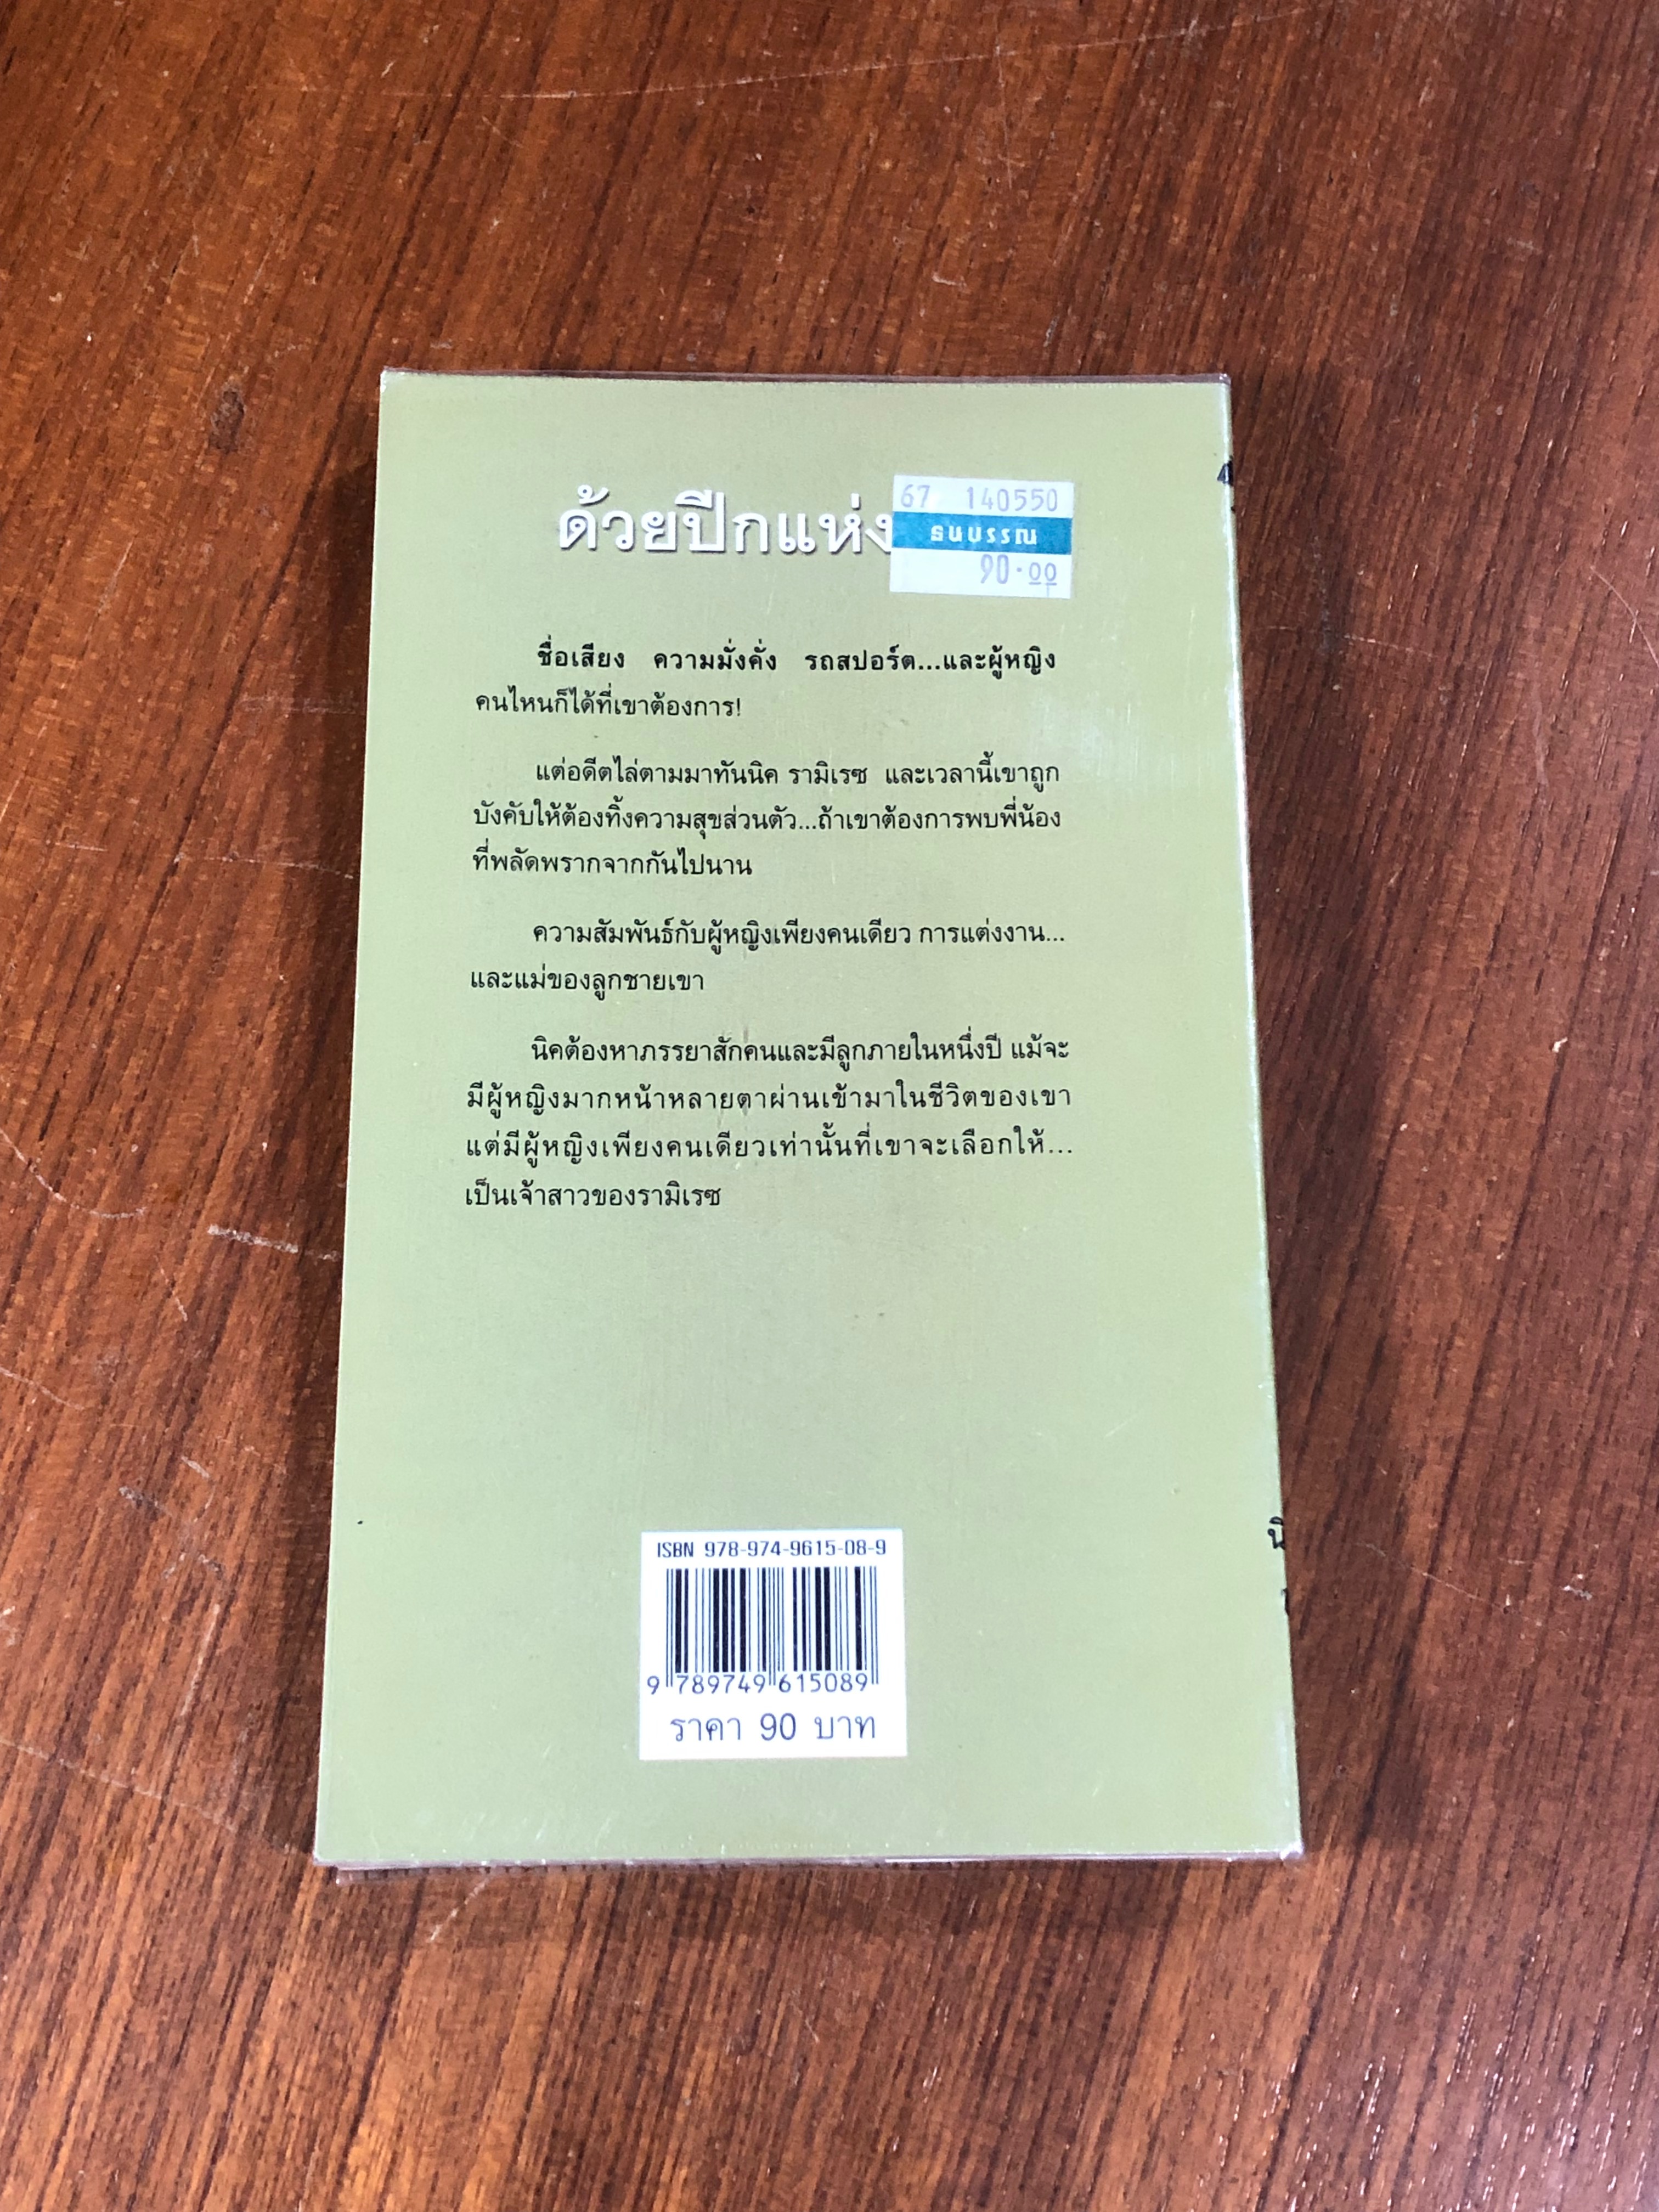 ด้วยปีกแห่ง
67 140550
ธนบรรณ
90.00
ชื่อเสียง ความมั่งคั่ง รถสปอร์ต...และผู้หญิง
คนไหนก็ได้ที่เขาต้องการ!
แต่อดีตไล่ตามมาทันนิค รามิเรซ และเวลานี้เขาถูก
บังคับให้ต้องทิ้งความสุขส่วนตัว...ถ้าเขาต้องการพบพี่น้อง
ที่พลัดพรากจากกันไปนาน
ความสัมพันธ์กับผู้หญิงเพียงคนเดียว การแต่งงาน...
และแม่ของลูกชายเขา
นิคต้องหาภรรยาสักคนและมีลูกภายในหนึ่งปี แม้จะ
มีผู้หญิงมากหน้าหลายตาผ่านเข้ามาในชีวิตของเขา
แต่มีผู้หญิงเพียงคนเดียวเท่านั้นที่เขาจะเลือกให้...
เป็นเจ้าสาวของรามิเรซ
ISBN 978-974-9615-08-9
9 789749 615089
ราคา 90 บาท